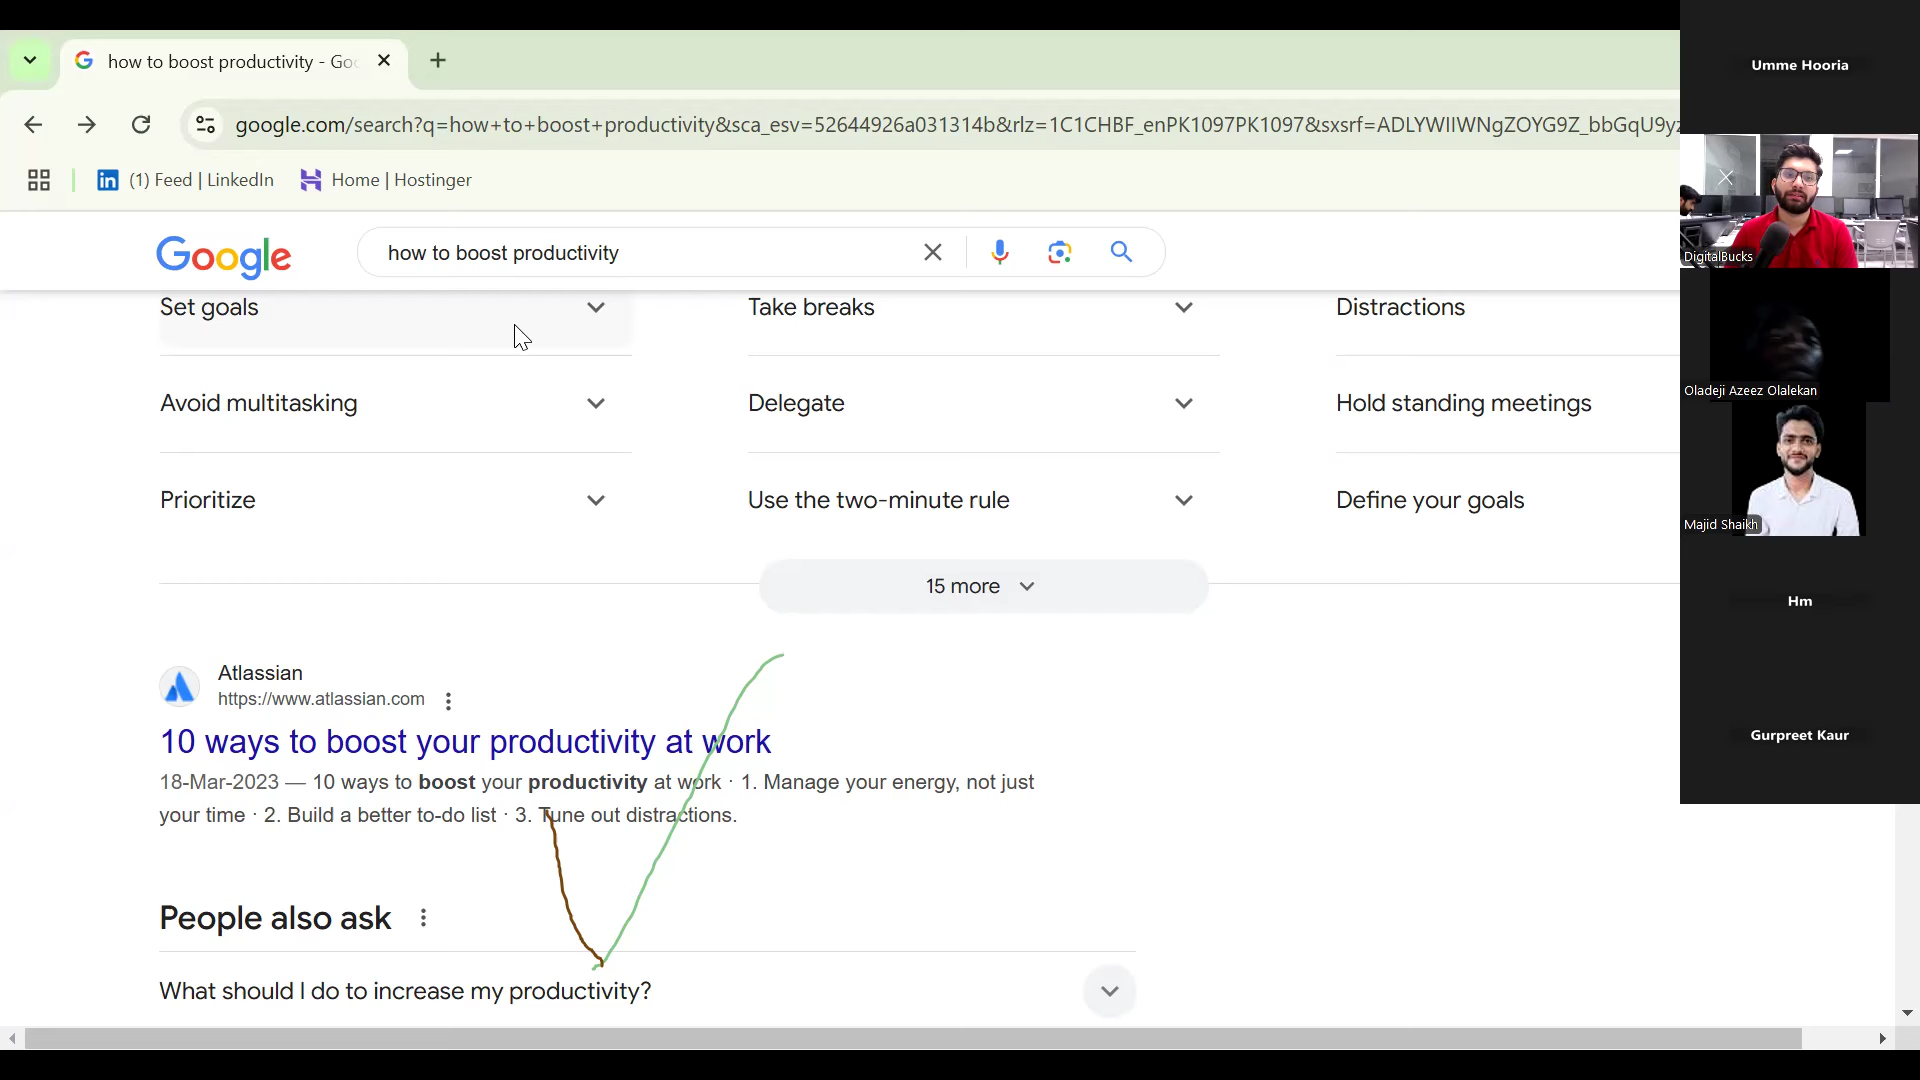 how to boost productivity - Goo
google.com/search?q=how+to+boost+productivity&sca_esv=52644926a031314b&rlz=1C1CHBF_enPK1097PK1097&sxsrf=ADLYWIIWNgZOYG9Z_bbGqU9yz
(1) Feed | LinkedIn
Home | Hostinger
Google
how to boost productivity
Set goals
Take breaks
Distractions
Avoid multitasking
Delegate
Hold standing meetings
Prioritize
Use the two-minute rule
Define your goals
15 more
Atlassian
https://www.atlassian.com
10 ways to boost your productivity at work
18-Mar-2023 — 10 ways to boost your productivity at work · 1. Manage your energy, not just
your time · 2. Build a better to-do list · 3. Tune out distractions.
People also ask
What should I do to increase my productivity?
Umme Hooria
DigitalBucks
Oladeji Azeez Olalekan
Majid Shaikh
Hm
Gurpreet Kaur